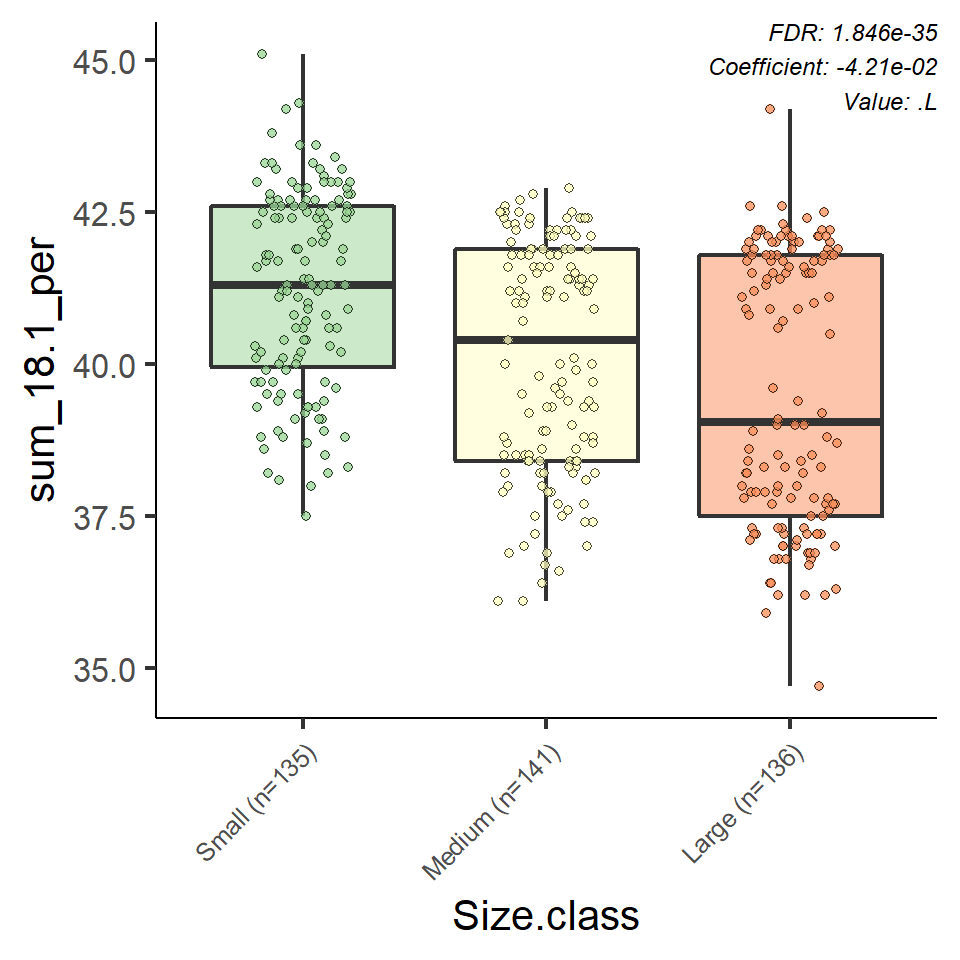 FDR: 1.846e-35
Coefficient: -4.21e-02
Value: .L
45.0
42.5
40.0
37.5
35.0
sum_18.1_per
Small (n=135)
Medium (n=141)
Large (n=136)
Size.class